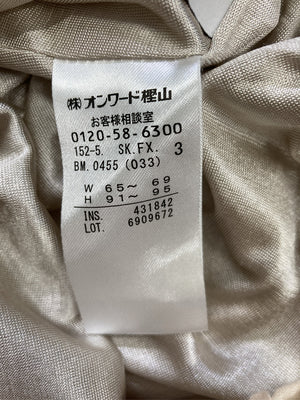 (株)オンワード樫山
お客様相談室
0120-58-6300
152-5. SK.FX. 3
BM. 0455 (033)
W 65～ 69
H 91～ 95
INS. 431842
LOT. 6909672